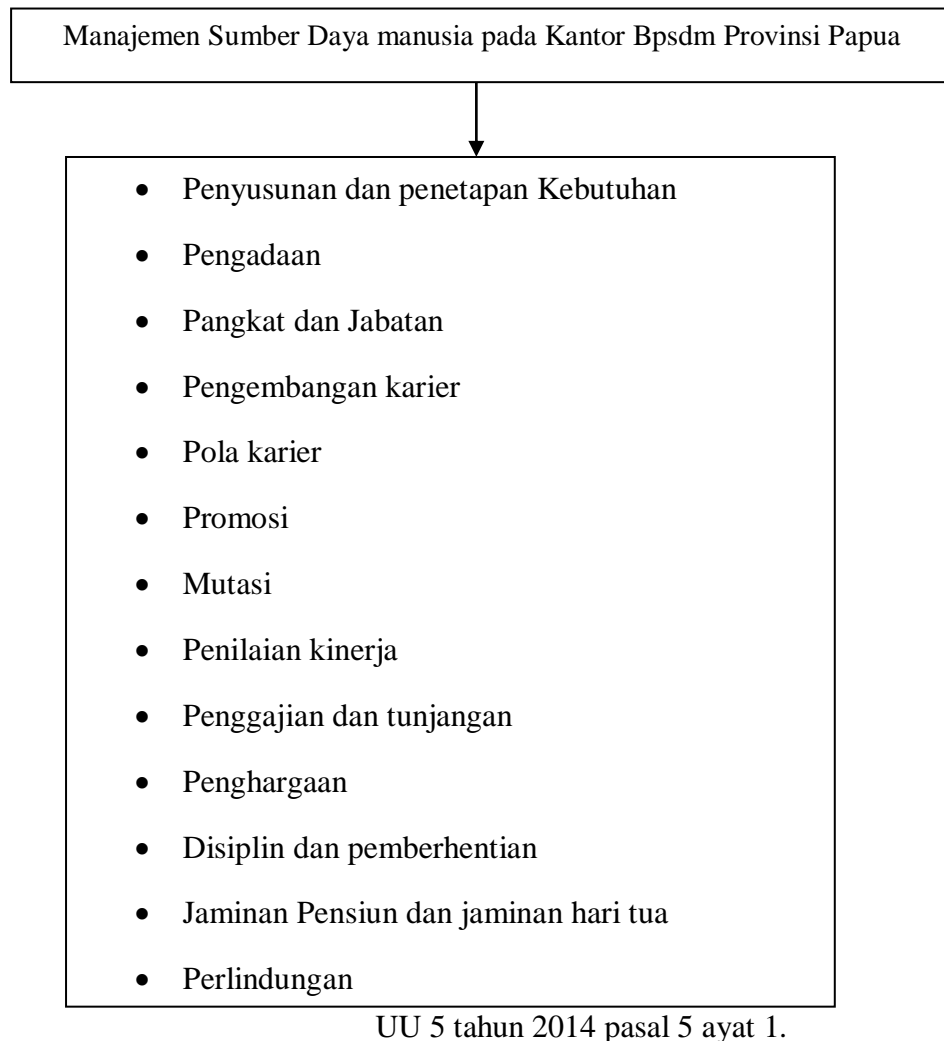 Manajemen Sumber Daya manusia pada Kantor Bpsdm Provinsi Papua
• Penyusunan dan penetapan Kebutuhan
• Pengadaan
• Pangkat dan Jabatan
• Pengembangan karier
• Pola karier
• Promosi
• Mutasi
• Penilaian kinerja
• Penggajian dan tunjangan
• Penghargaan
• Disiplin dan pemberhentian
• Jaminan Pensiun dan jaminan hari tua
• Perlindungan
UU 5 tahun 2014 pasal 5 ayat 1.